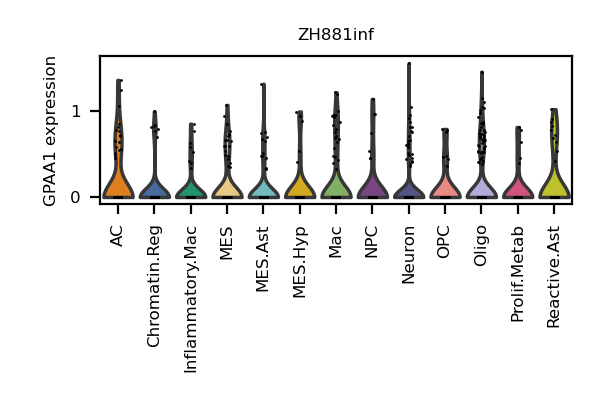 ZH881inf
GPAA1 expression
1
0
AC
Chromatin.Reg
Inflammatory.Mac
MES
MES.Ast
MES.Hyp
Mac
NPC
Neuron
OPC
Oligo
Prolif.Metab
Reactive.Ast